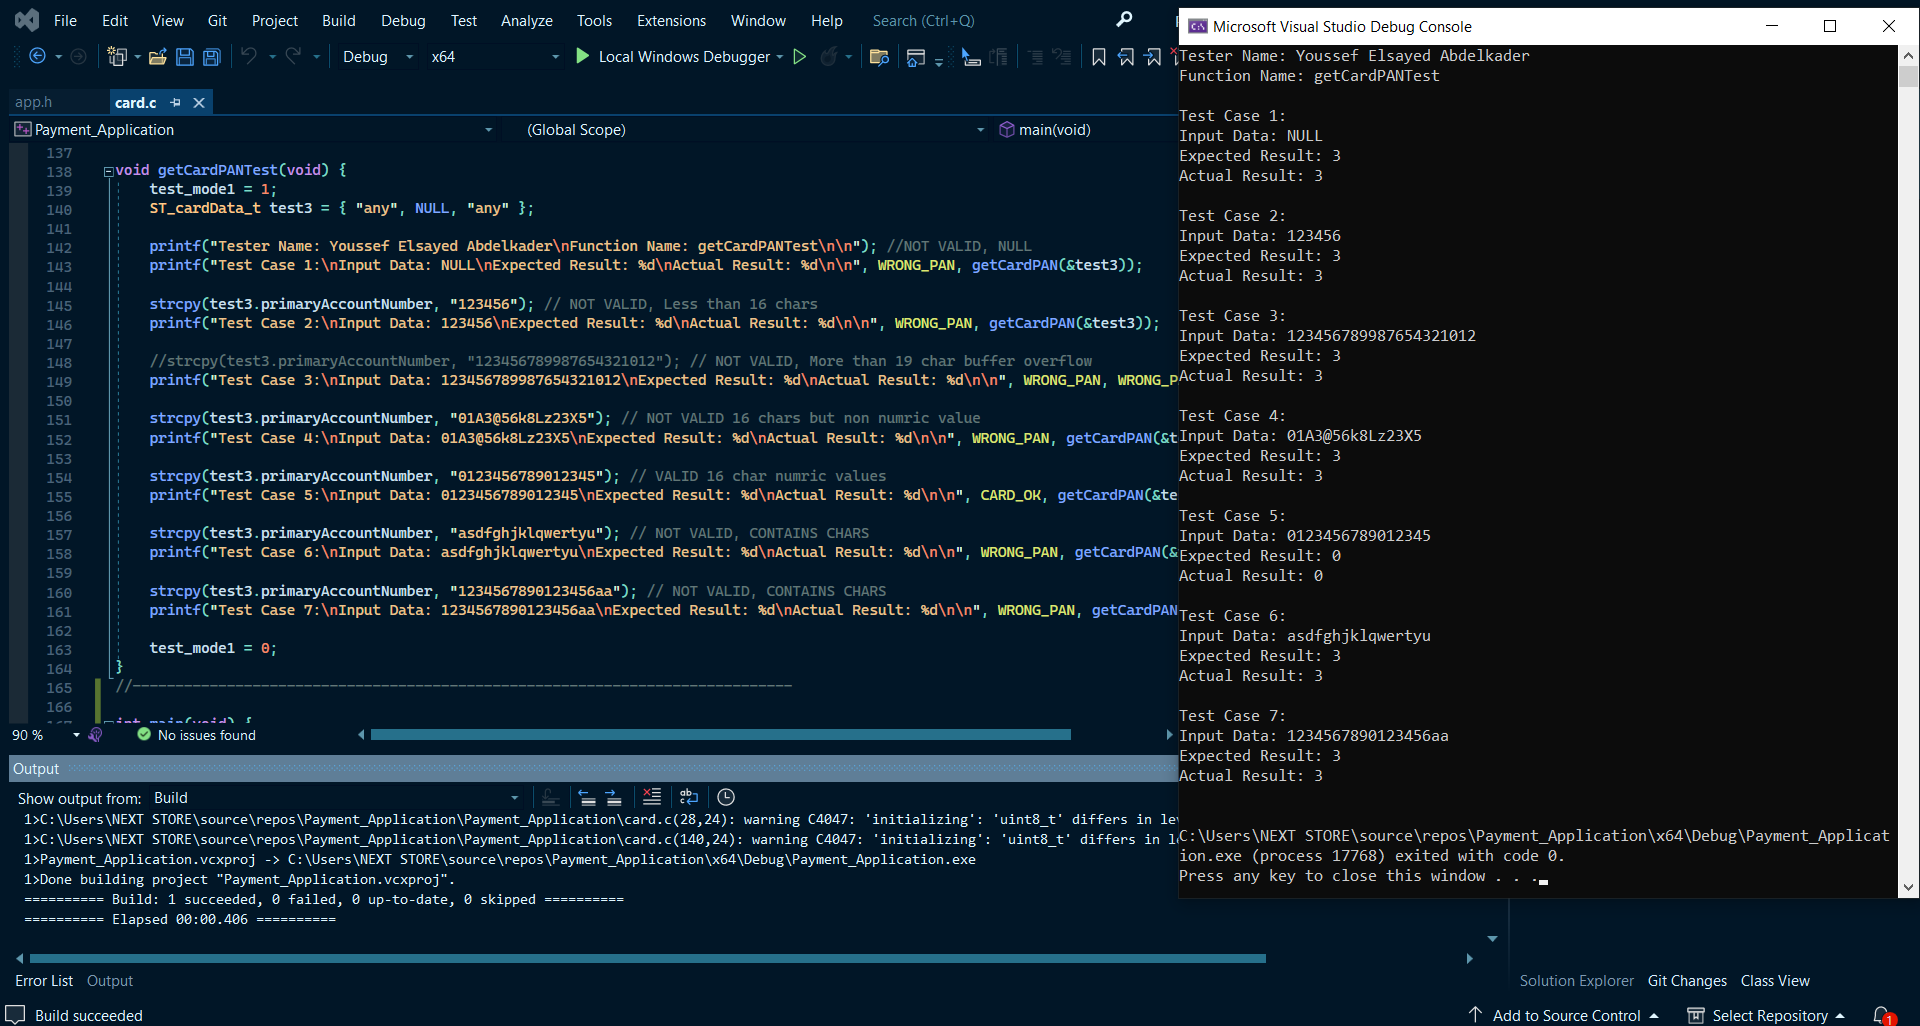 File Edit View Git Project Build Debug Test Analyze Tools Extensions Window Help Search (Ctrl+Q)
Debug x64 Local Windows Debugger
app.h card.c
Payment_Application (Global Scope) main(void)
137
138 void getCardPANTest(void) {
139 test_mode1 = 1;
140 ST_cardData_t test3 = { "any", NULL, "any" };
141
142 printf("Tester Name: Youssef Elsayed Abdelkader\nFunction Name: getCardPANTest\n\n"); //NOT VALID, NULL
143 printf("Test Case 1:\nInput Data: NULL\nExpected Result: %d\nActual Result: %d\n\n", WRONG_PAN, getCardPAN(&test3));
144
145 strcpy(test3.primaryAccountNumber, "123456"); // NOT VALID, Less than 16 chars
146 printf("Test Case 2:\nInput Data: 123456\nExpected Result: %d\nActual Result: %d\n\n", WRONG_PAN, getCardPAN(&test3));
147
148 //strcpy(test3.primaryAccountNumber, "123456789987654321012"); // NOT VALID, More than 19 char buffer overflow
149 printf("Test Case 3:\nInput Data: 123456789987654321012\nExpected Result: %d\nActual Result: %d\n\n", WRONG_PAN, WRONG_P
150
151 strcpy(test3.primaryAccountNumber, "01A3@56k8Lz23X5"); // NOT VALID 16 chars but non numric value
152 printf("Test Case 4:\nInput Data: 01A3@56k8Lz23X5\nExpected Result: %d\nActual Result: %d\n\n", WRONG_PAN, getCardPAN(&t
153
154 strcpy(test3.primaryAccountNumber, "0123456789012345"); // VALID 16 char numric values
155 printf("Test Case 5:\nInput Data: 0123456789012345\nExpected Result: %d\nActual Result: %d\n\n", CARD_OK, getCardPAN(&te
156
157 strcpy(test3.primaryAccountNumber, "asdfghjklqwertyu"); // NOT VALID, CONTAINS CHARS
158 printf("Test Case 6:\nInput Data: asdfghjklqwertyu\nExpected Result: %d\nActual Result: %d\n\n", WRONG_PAN, getCardPAN(&
159
160 strcpy(test3.primaryAccountNumber, "1234567890123456aa"); // NOT VALID, CONTAINS CHARS
161 printf("Test Case 7:\nInput Data: 1234567890123456aa\nExpected Result: %d\nActual Result: %d\n\n", WRONG_PAN, getCardPAN
162
163 test_mode1 = 0;
164 }
165 //------------------------------------------------------------------------------
166
167 int main(void) {
90 % No issues found
Output
Show output from: Build
1>C:\Users\NEXT STORE\source\repos\Payment_Application\Payment_Application\card.c(28,24): warning C4047: 'initializing': 'uint8_t' differs in le
1>C:\Users\NEXT STORE\source\repos\Payment_Application\Payment_Application\card.c(140,24): warning C4047: 'initializing': 'uint8_t' differs in l
1>Payment_Application.vcxproj -> C:\Users\NEXT STORE\source\repos\Payment_Application\x64\Debug\Payment_Application.exe
1>Done building project "Payment_Application.vcxproj".
========== Build: 1 succeeded, 0 failed, 0 up-to-date, 0 skipped ==========
========== Elapsed 00:00.406 ==========
Error List Output
Build succeeded
Microsoft Visual Studio Debug Console
Tester Name: Youssef Elsayed Abdelkader
Function Name: getCardPANTest
Test Case 1:
Input Data: NULL
Expected Result: 3
Actual Result: 3
Test Case 2:
Input Data: 123456
Expected Result: 3
Actual Result: 3
Test Case 3:
Input Data: 123456789987654321012
Expected Result: 3
Actual Result: 3
Test Case 4:
Input Data: 01A3@56k8Lz23X5
Expected Result: 3
Actual Result: 3
Test Case 5:
Input Data: 0123456789012345
Expected Result: 0
Actual Result: 0
Test Case 6:
Input Data: asdfghjklqwertyu
Expected Result: 3
Actual Result: 3
Test Case 7:
Input Data: 1234567890123456aa
Expected Result: 3
Actual Result: 3
C:\Users\NEXT STORE\source\repos\Payment_Application\x64\Debug\Payment_Applicat
ion.exe (process 17768) exited with code 0.
Press any key to close this window . . .
Solution Explorer Git Changes Class View
Add to Source Control Select Repository 1